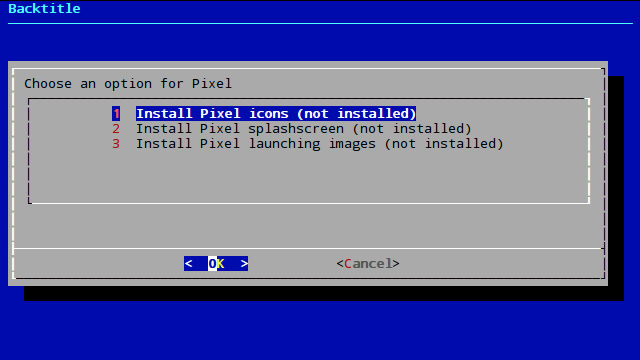 Backtitle
Choose an option for Pixel
1 Install Pixel icons (not installed)
2 Install Pixel splashscreen (not installed)
3 Install Pixel launching images (not installed)
< OK > <Cancel>